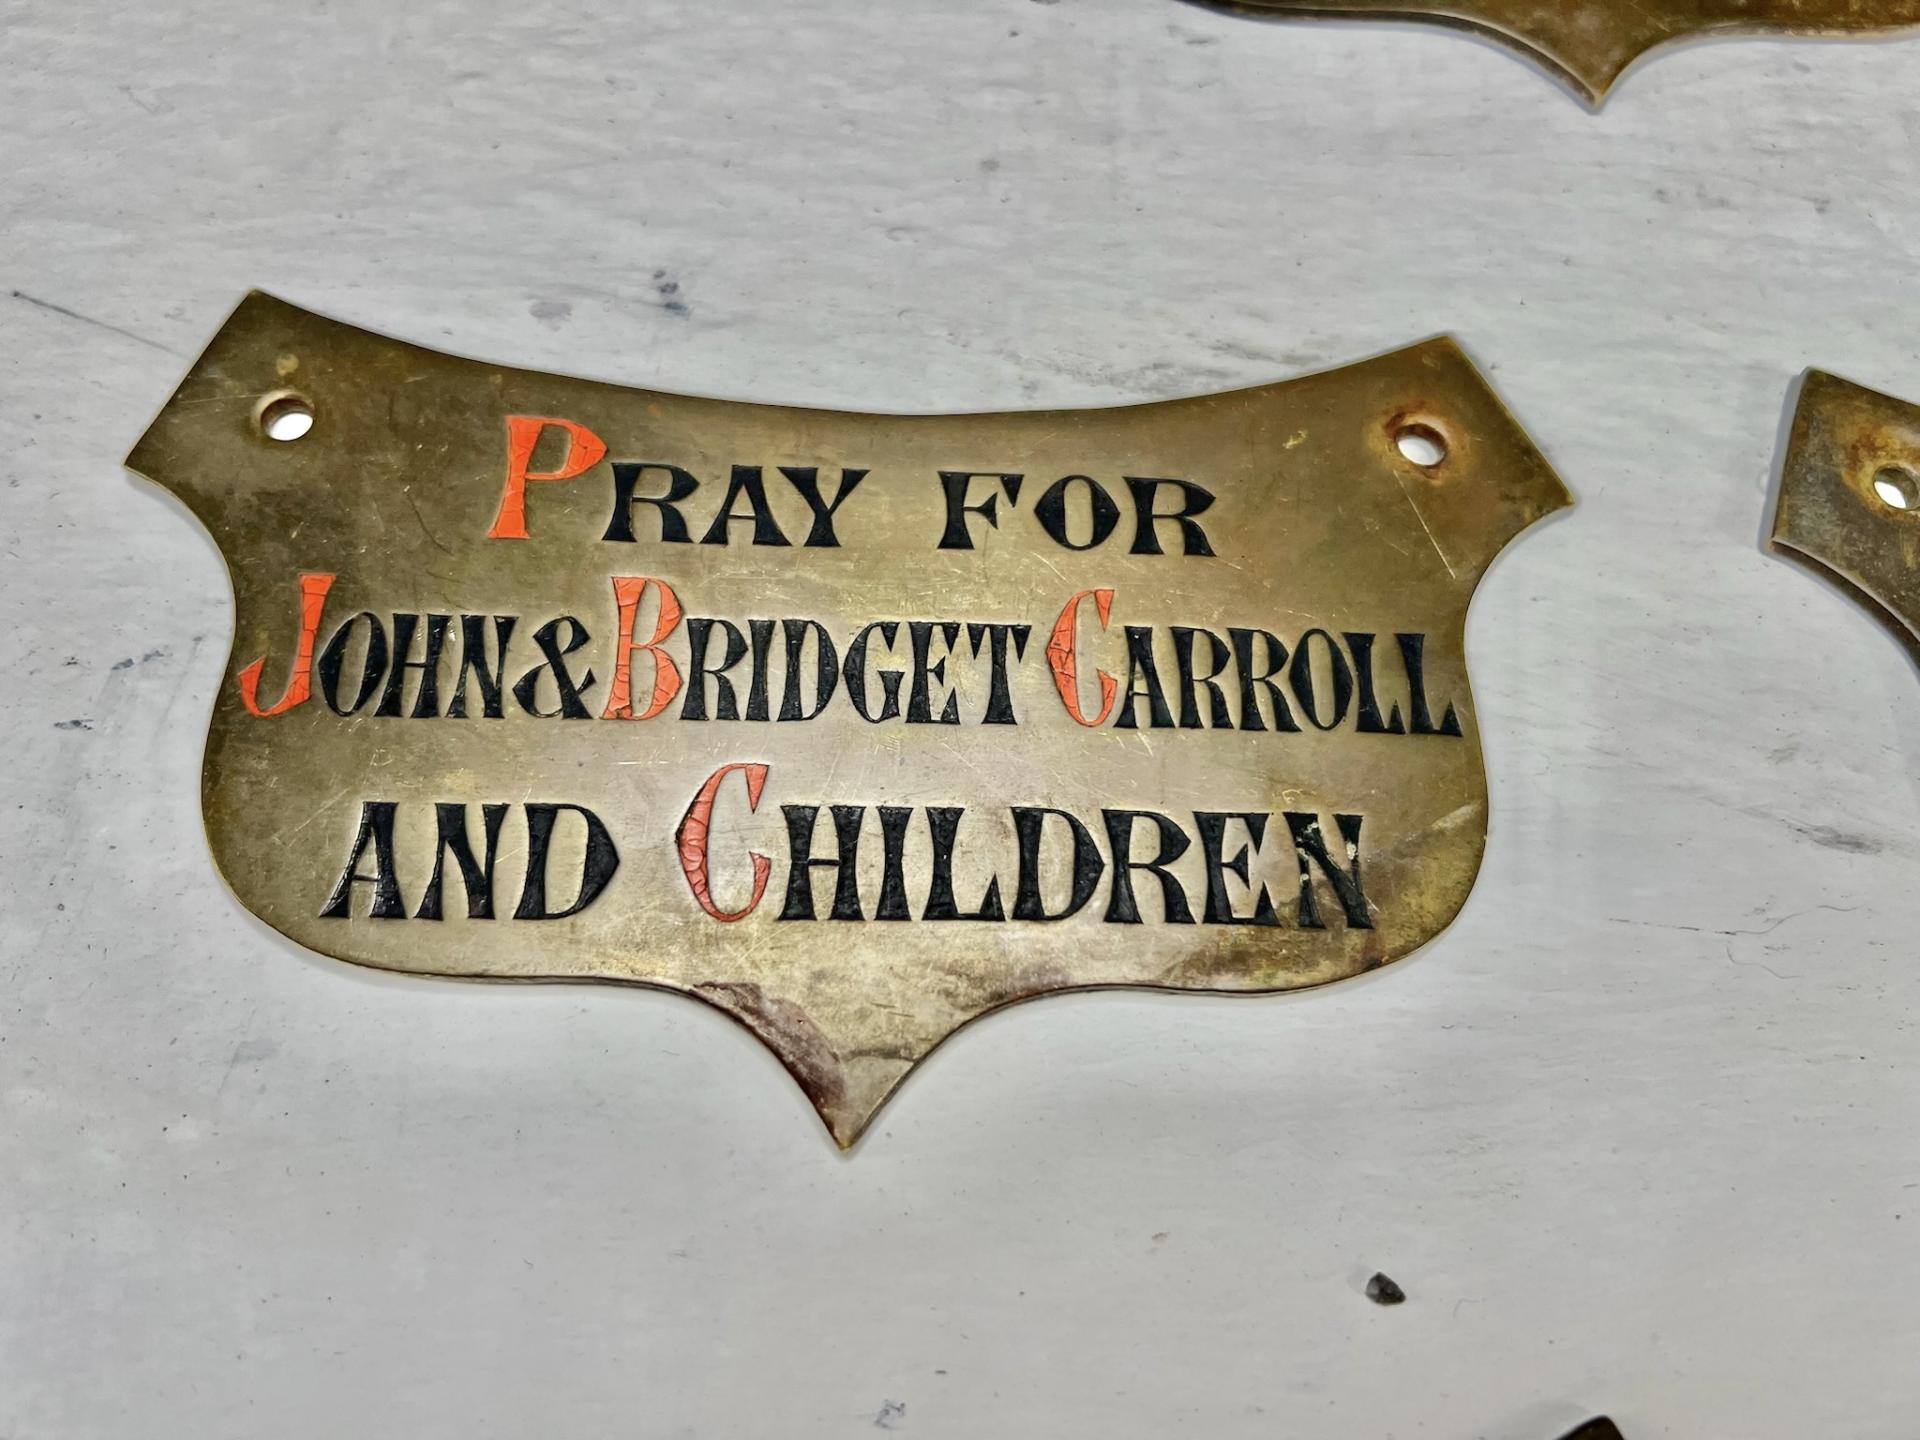 PRAY FOR
JOHN & BRIDGET CARROLL
AND CHILDREN